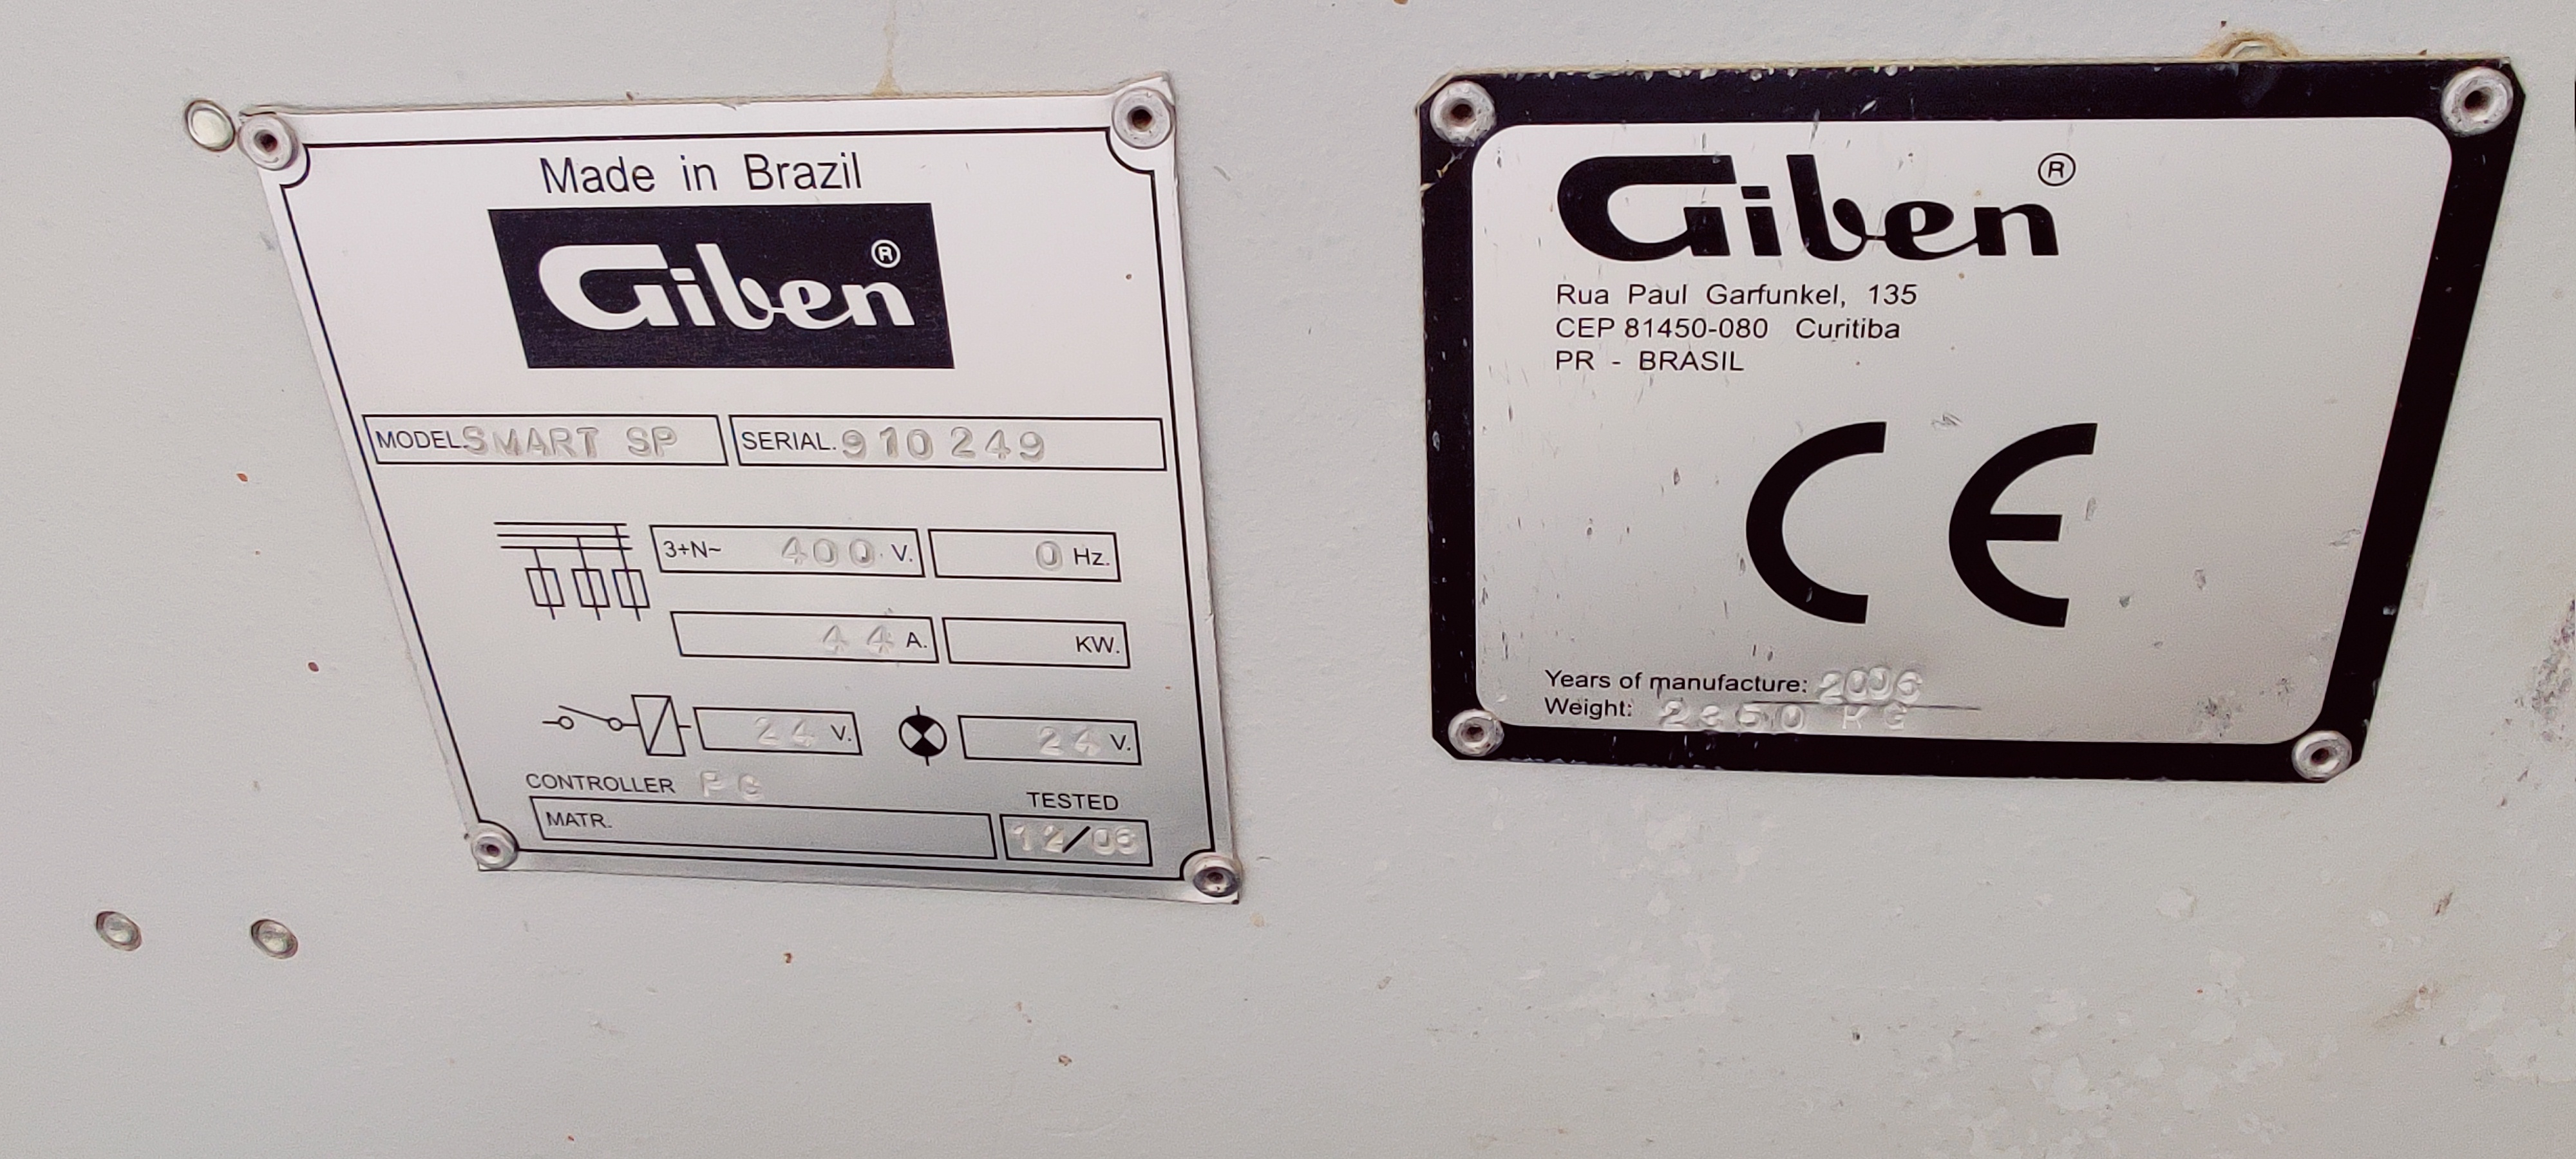 Made in Brazil
Giben ®
MODEL. SMART SP
SERIAL. 910249
3+N~ 400 V.
0 Hz.
44 A.
KW.
24 V.
24 V.
CONTROLLER
TESTED
MATR.
12/06
Giben ®
Rua Paul Garfunkel, 135
CEP 81450-080 Curitiba
PR - BRASIL
CE
Years of manufacture: 2006
Weight: KG